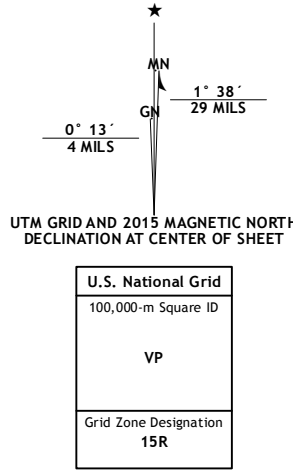 ★
MN
GN
1° 38´
29 MILS
0° 13´
4 MILS
UTM GRID AND 2015 MAGNETIC NORTH
DECLINATION AT CENTER OF SHEET
U.S. National Grid
100,000-m Square ID
VP
Grid Zone Designation
15R